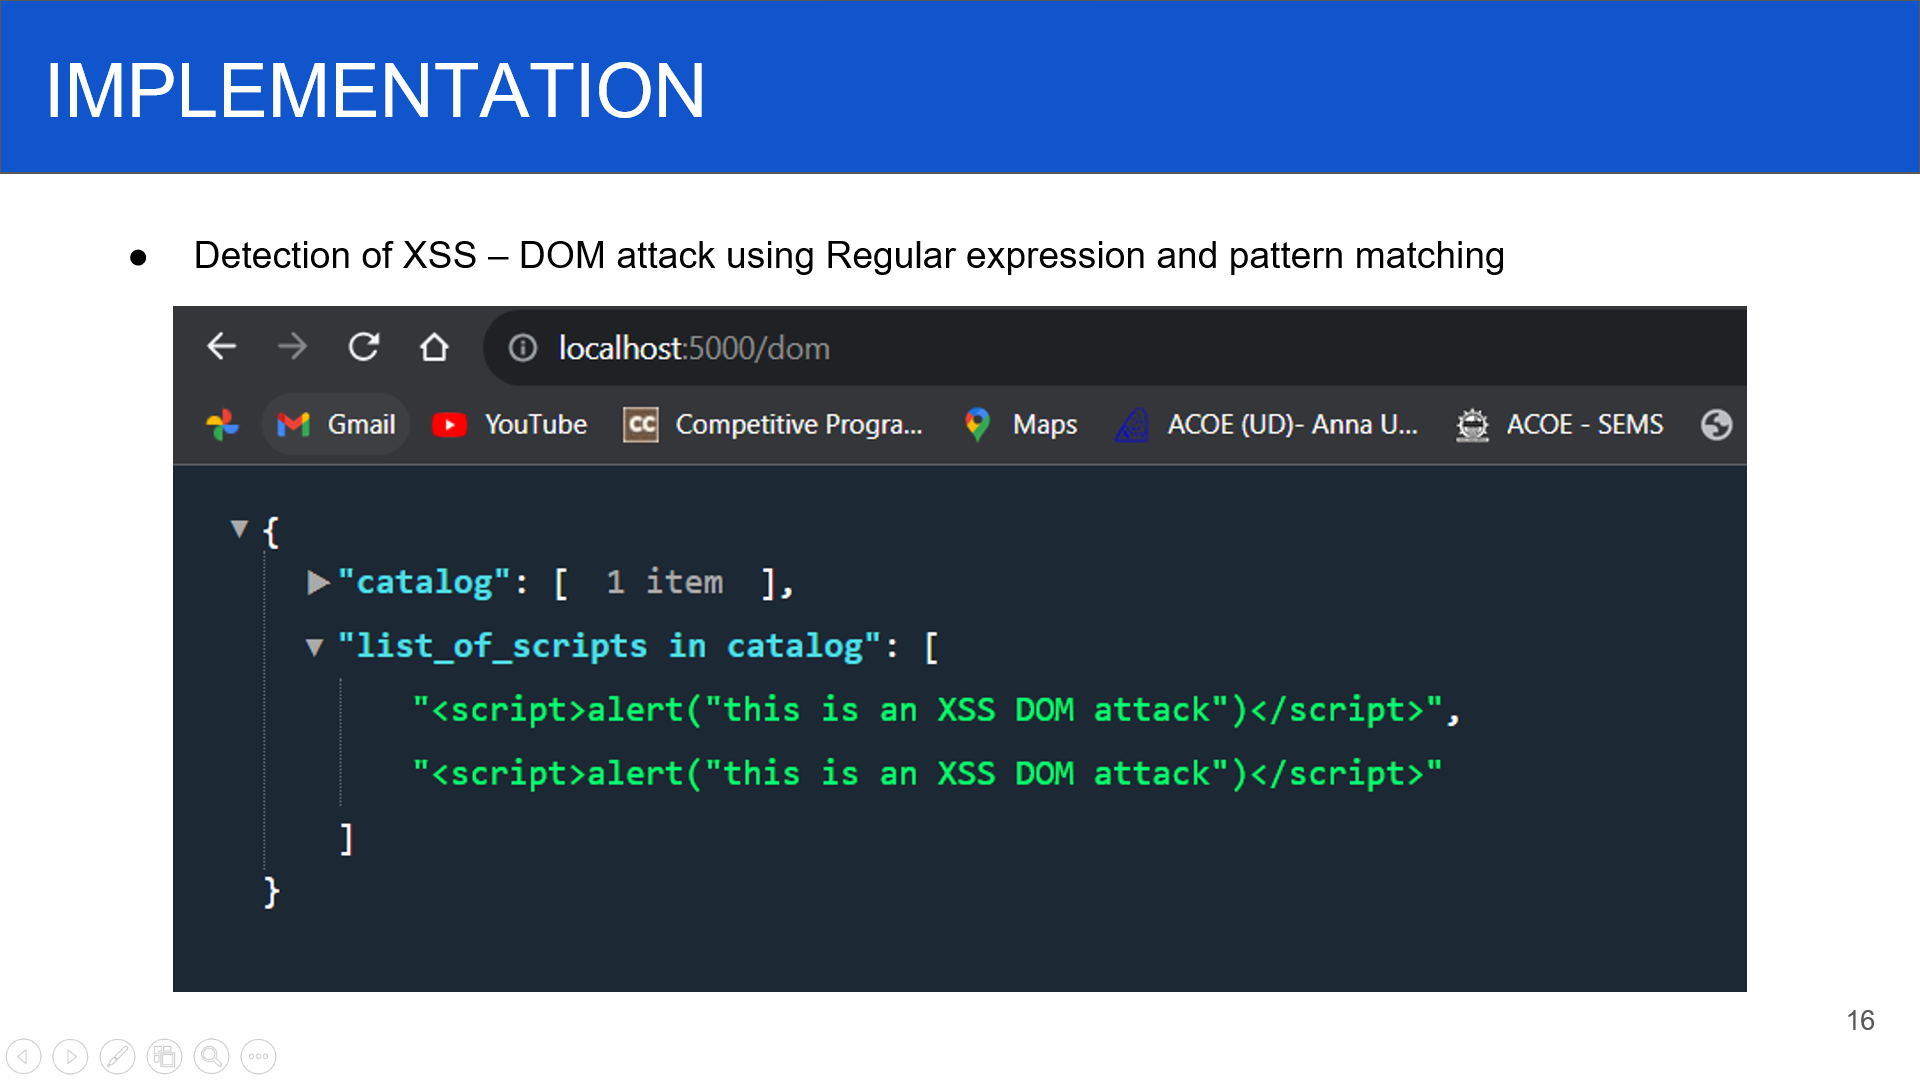 IMPLEMENTATION
● Detection of XSS – DOM attack using Regular expression and pattern matching
localhost:5000/dom
Gmail YouTube CC Competitive Progra... Maps ACOE (UD)- Anna U... ACOE - SEMS
{
"catalog": [ 1 item ],
"list_of_scripts in catalog": [
"<script>alert("this is an XSS DOM attack")</script>",
"<script>alert("this is an XSS DOM attack")</script>"
]
}
16